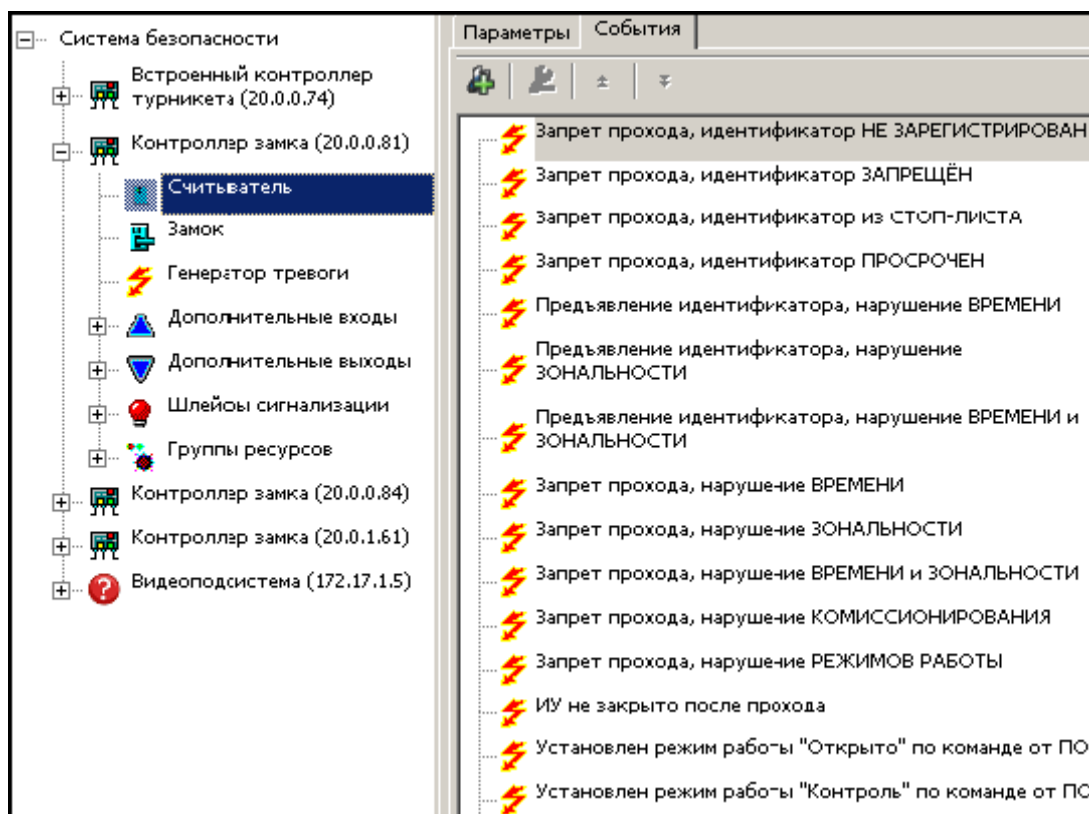 Система безопасности
Встроенный контроллер
турникета (20.0.0.74)
Контроллер замка (20.0.0.81)
Считыватель
Замок
Генератор тревоги
Дополнительные входы
Дополнительные выходы
Шлейфы сигнализации
Группы ресурсов
Контроллер замка (20.0.0.84)
Контроллер замка (20.0.1.61)
Видеоподсистема (172.17.1.5)
Параметры
События
Запрет прохода, идентификатор НЕ ЗАРЕГИСТРИРОВАН
Запрет прохода, идентификатор ЗАПРЕЩЁН
Запрет прохода, идентификатор из СТОП-ЛИСТА
Запрет прохода, идентификатор ПРОСРОЧЕН
Предъявление идентификатора, нарушение ВРЕМЕНИ
Предъявление идентификатора, нарушение
ЗОНАЛЬНОСТИ
Предъявление идентификатора, нарушение ВРЕМЕНИ и
ЗОНАЛЬНОСТИ
Запрет прохода, нарушение ВРЕМЕНИ
Запрет прохода, нарушение ЗОНАЛЬНОСТИ
Запрет прохода, нарушение ВРЕМЕНИ и ЗОНАЛЬНОСТИ
Запрет прохода, нарушение КОМИССИОНИРОВАНИЯ
Запрет прохода, нарушение РЕЖИМОВ РАБОТЫ
ИУ не закрыто после прохода
Установлен режим работы "Открыто" по команде от ПО
Установлен режим работы "Контроль" по команде от ПО